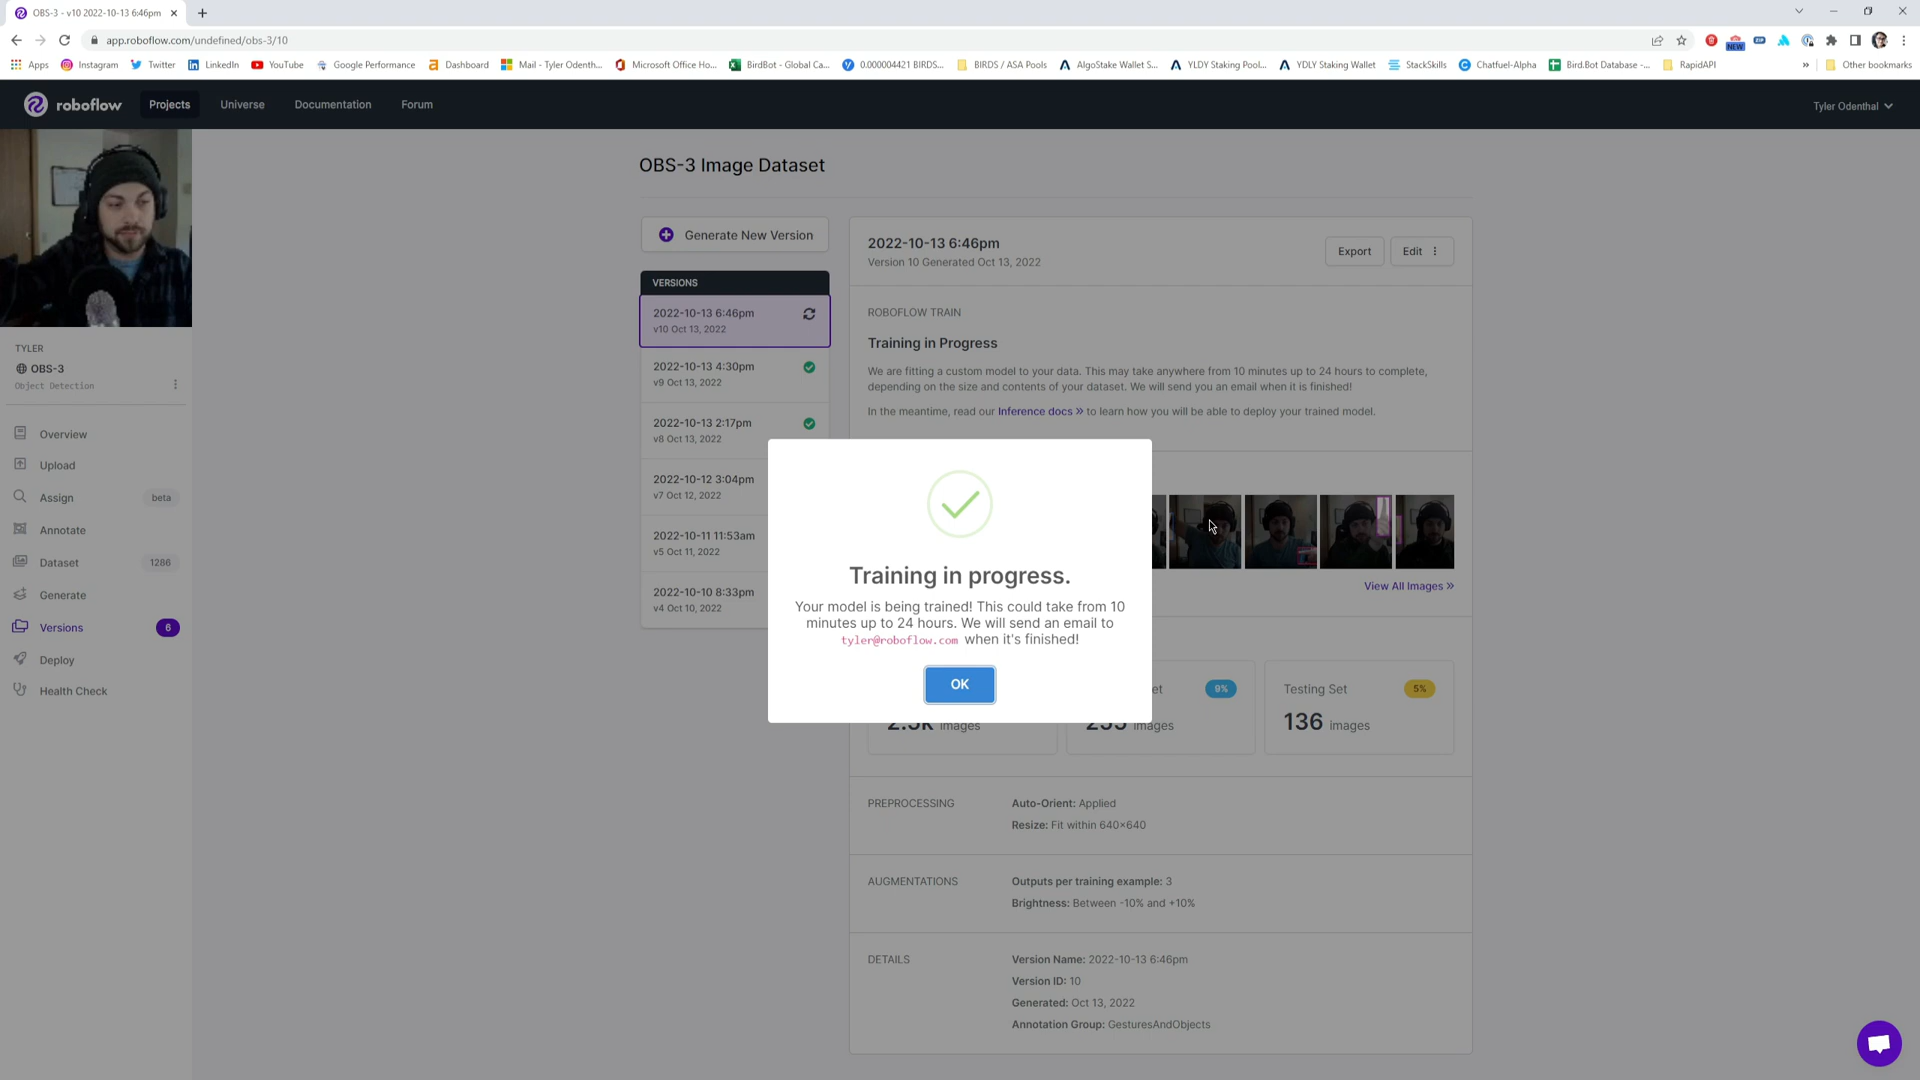 OBS-3 - v10 2022-10-13 6:46pm
app.roboflow.com/undefined/obs-3/10
Apps Instagram Twitter LinkedIn YouTube Google Performance Dashboard Mail - Tyler Odenth... Microsoft Office Ho... BirdBot - Global Ca... 0.000004421 BIRDS... BIRDS / ASA Pools AlgoStake Wallet S... YLDY Staking Pool... YDLY Staking Wallet StackSkills Chatfuel-Alpha Bird.Bot Database -... RapidAPI » Other bookmarks
roboflow Projects Universe Documentation Forum Tyler Odenthal
TYLER
OBS-3
Object Detection
Overview
Upload
Assign beta
Annotate
Dataset 1286
Generate
Versions 6
Deploy
Health Check
OBS-3 Image Dataset
Generate New Version
VERSIONS
2022-10-13 6:46pm
v10 Oct 13, 2022
2022-10-13 4:30pm
v9 Oct 13, 2022
2022-10-13 2:17pm
v8 Oct 13, 2022
2022-10-12 3:04pm
v7 Oct 12, 2022
2022-10-11 11:53am
v5 Oct 11, 2022
2022-10-10 8:33pm
v4 Oct 10, 2022
2022-10-13 6:46pm
Version 10 Generated Oct 13, 2022
Export Edit
ROBOFLOW TRAIN
Training in Progress
We are fitting a custom model to your data. This may take anywhere from 10 minutes up to 24 hours to complete,
depending on the size and contents of your dataset. We will send you an email when it is finished!
In the meantime, read our Inference docs » to learn how you will be able to deploy your trained model.
Training in progress.
Your model is being trained! This could take from 10
minutes up to 24 hours. We will send an email to
tyler@roboflow.com when it's finished!
OK
View All Images »
9%
Testing Set 5%
images
images
136 images
PREPROCESSING
Auto-Orient: Applied
Resize: Fit within 640×640
AUGMENTATIONS
Outputs per training example: 3
Brightness: Between -10% and +10%
DETAILS
Version Name: 2022-10-13 6:46pm
Version ID: 10
Generated: Oct 13, 2022
Annotation Group: GesturesAndObjects